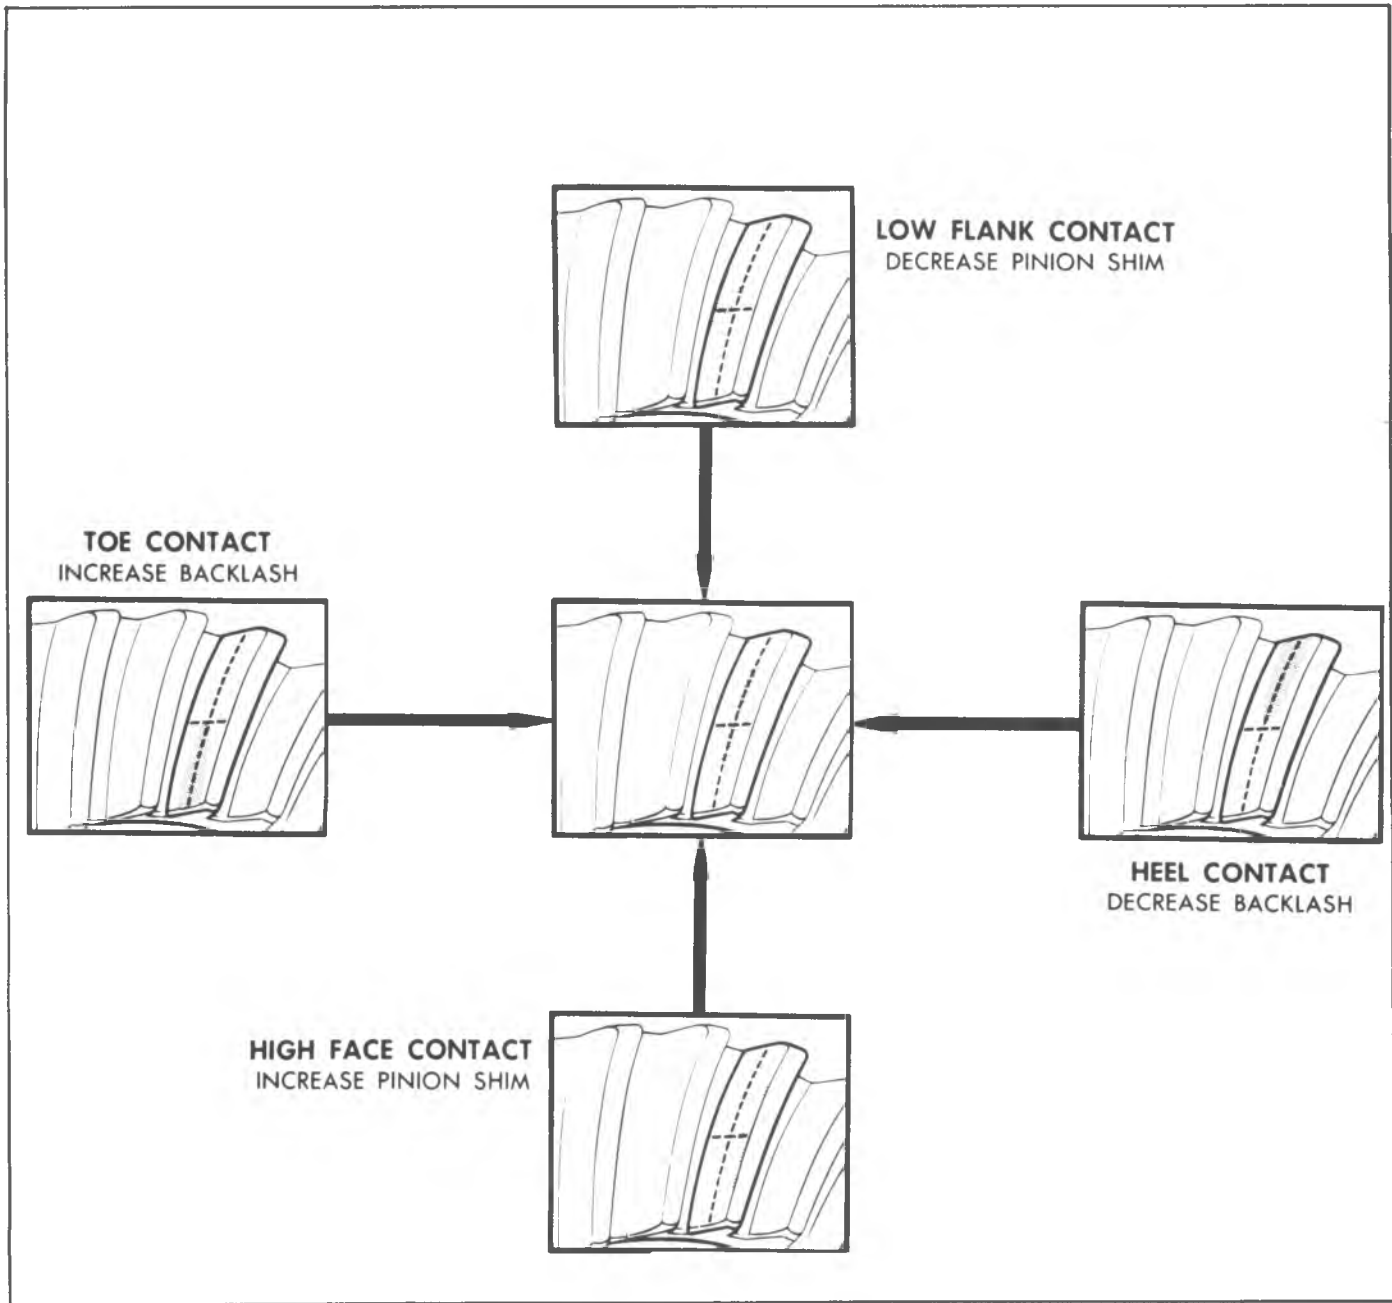 LOW FLANK CONTACT
DECREASE PINION SHIM
TOE CONTACT
INCREASE BACKLASH
HEEL CONTACT
DECREASE BACKLASH
HIGH FACE CONTACT
INCREASE PINION SHIM